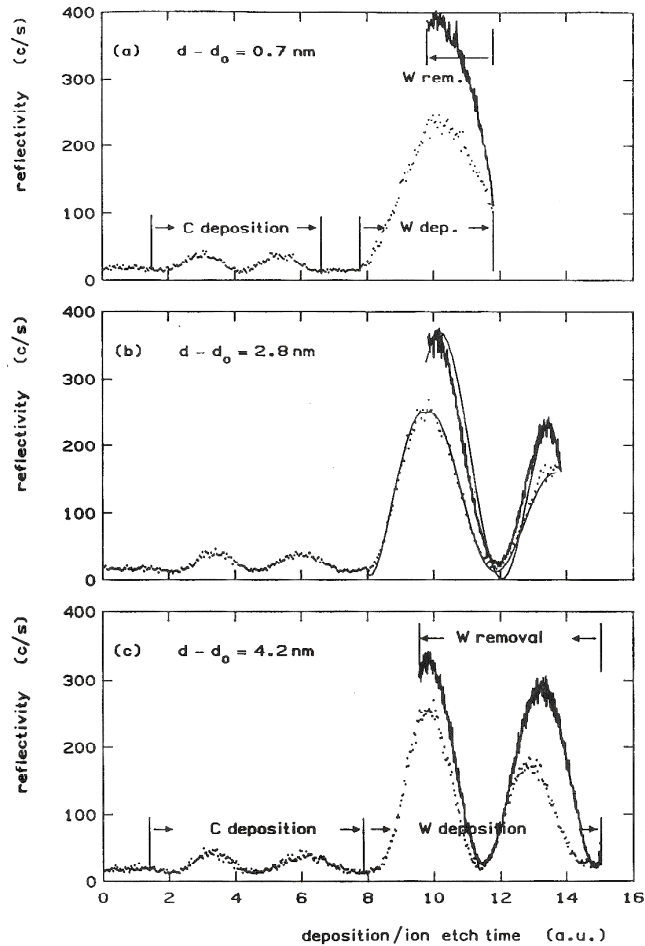 400
(a) d - d₀ = 0.7 nm
W rem.
300
200
C deposition
W dep.
100
0
reflectivity (c/s)
400
(b) d - d₀ = 2.8 nm
300
200
100
0
reflectivity (c/s)
400
(c) d - d₀ = 4.2 nm
W removal
300
200
C deposition
W deposition
100
0
reflectivity (c/s)
0 2 4 6 8 10 12 14 16
deposition/ion etch time (a.u.)